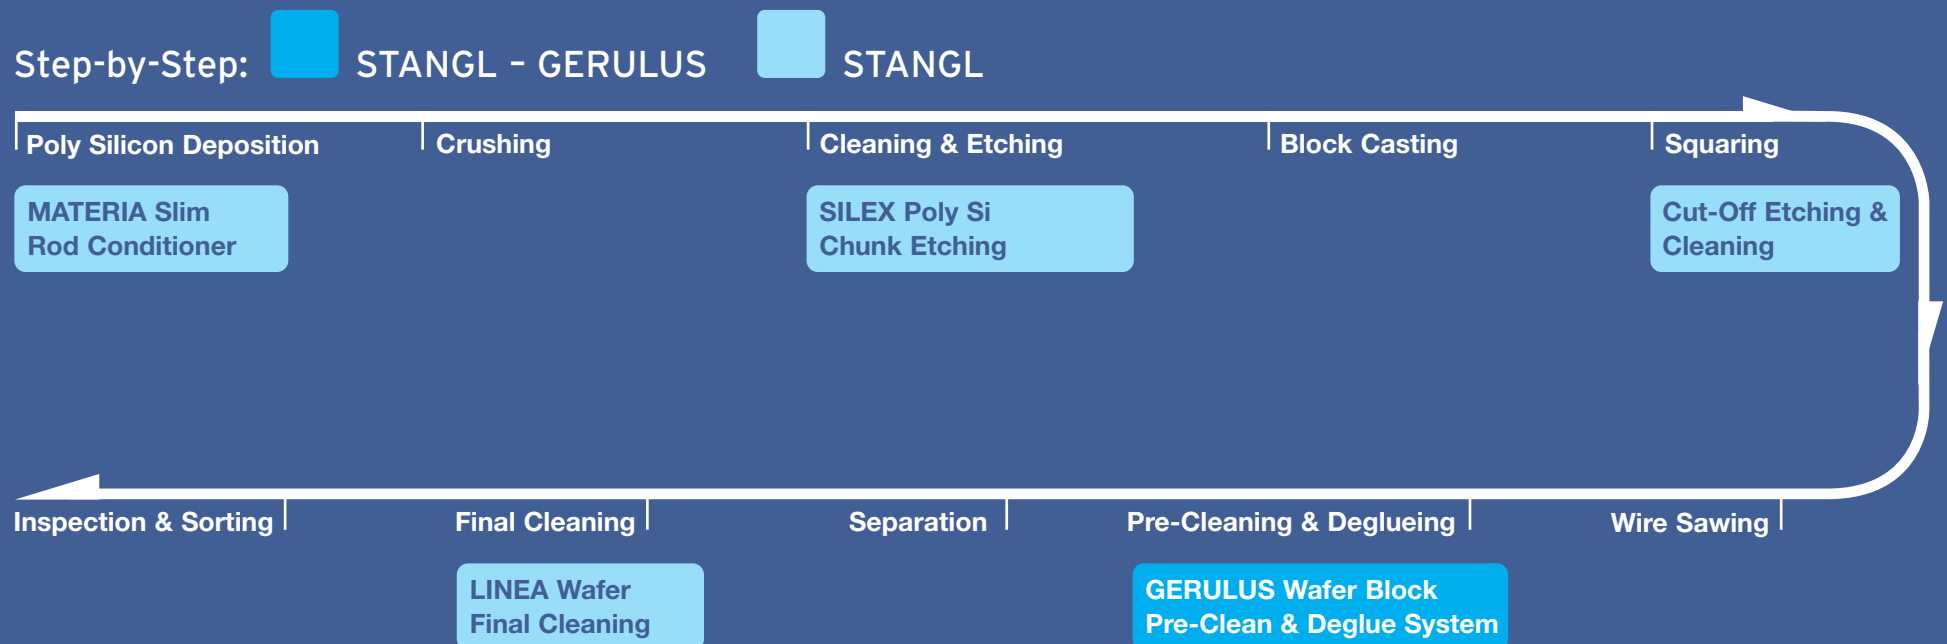 Step-by-Step: STANGL – GERULUS STANGL
Poly Silicon Deposition
Crushing
Cleaning & Etching
Block Casting
Squaring
MATERIA Slim
Rod Conditioner
SILEX Poly Si
Chunk Etching
Cut-Off Etching &
Cleaning
Inspection & Sorting
Final Cleaning
Separation
Pre-Cleaning & Deglueing
Wire Sawing
LINEA Wafer
Final Cleaning
GERULUS Wafer Block
Pre-Clean & Deglue System